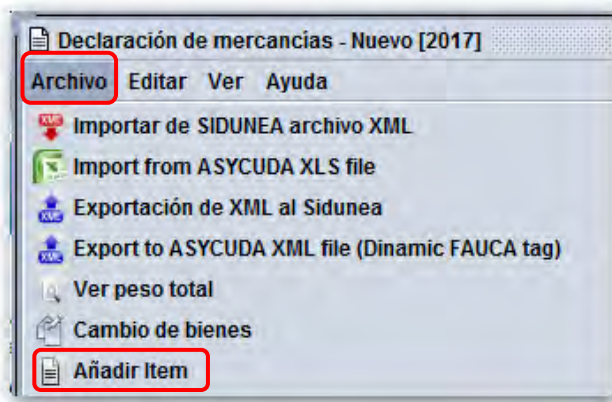 Declaración de mercancías - Nuevo [2017]
Archivo Editar Ver Ayuda
Importar de SIDUNEA archivo XML
Import from ASYCUDA XLS file
Exportación de XML al Sidunea
Export to ASYCUDA XML file (Dinamic FAUCA tag)
Ver peso total
Cambio de bienes
Añadir Item